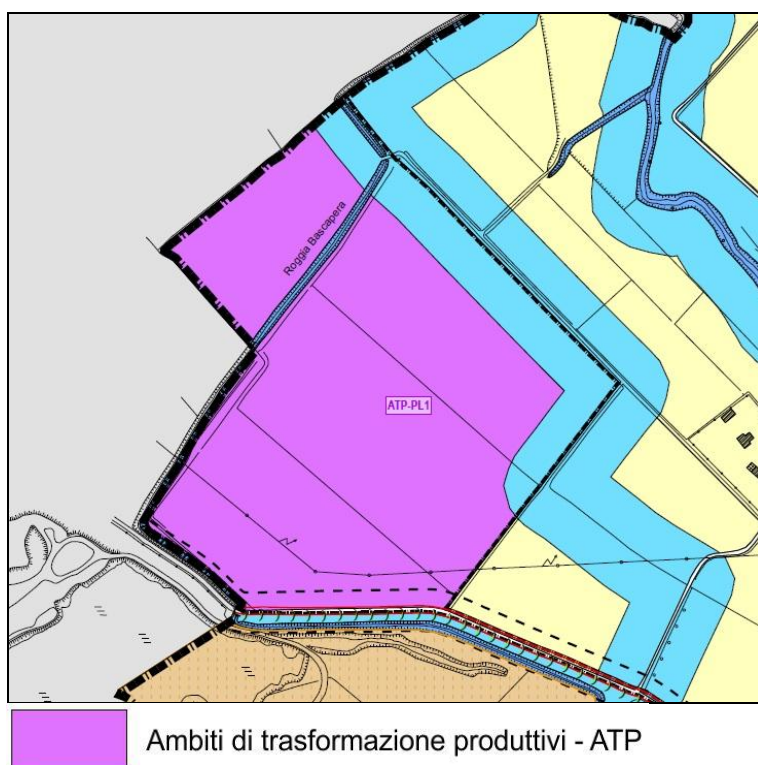 Roggia Bascapera
ATP-PL1
Ambiti di trasformazione produttivi - ATP